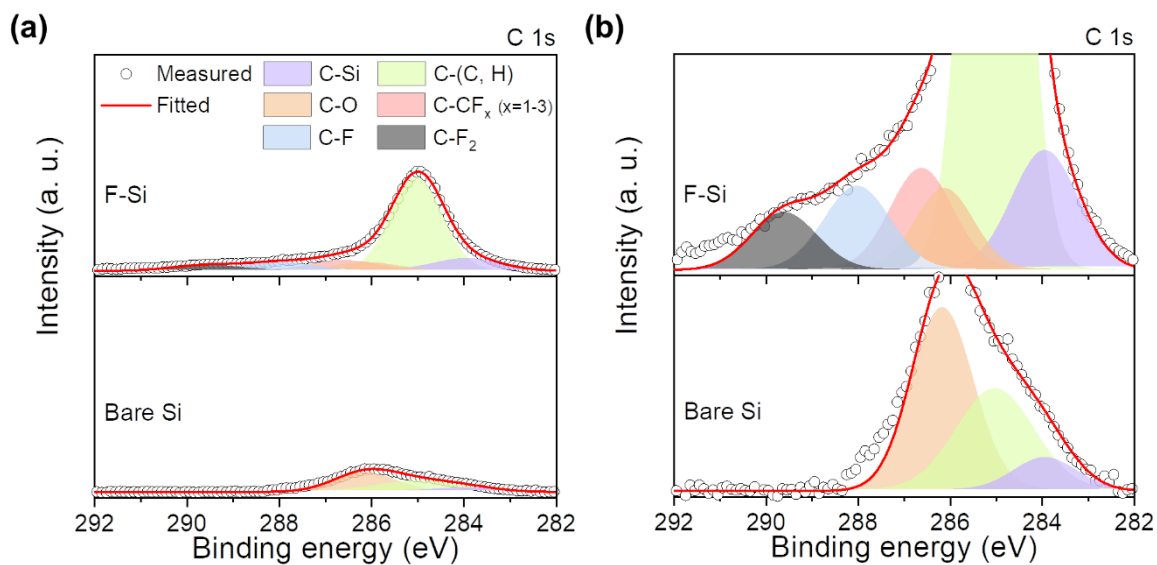 (a)
C 1s
Measured
Fitted
C-Si
C-(C, H)
C-O
C-CFx (x=1-3)
C-F
C-F2
F-Si
Bare Si
Intensity (a. u.)
292 290 288 286 284 282
Binding energy (eV)
(b)
C 1s
F-Si
Bare Si
Intensity (a. u.)
292 290 288 286 284 282
Binding energy (eV)